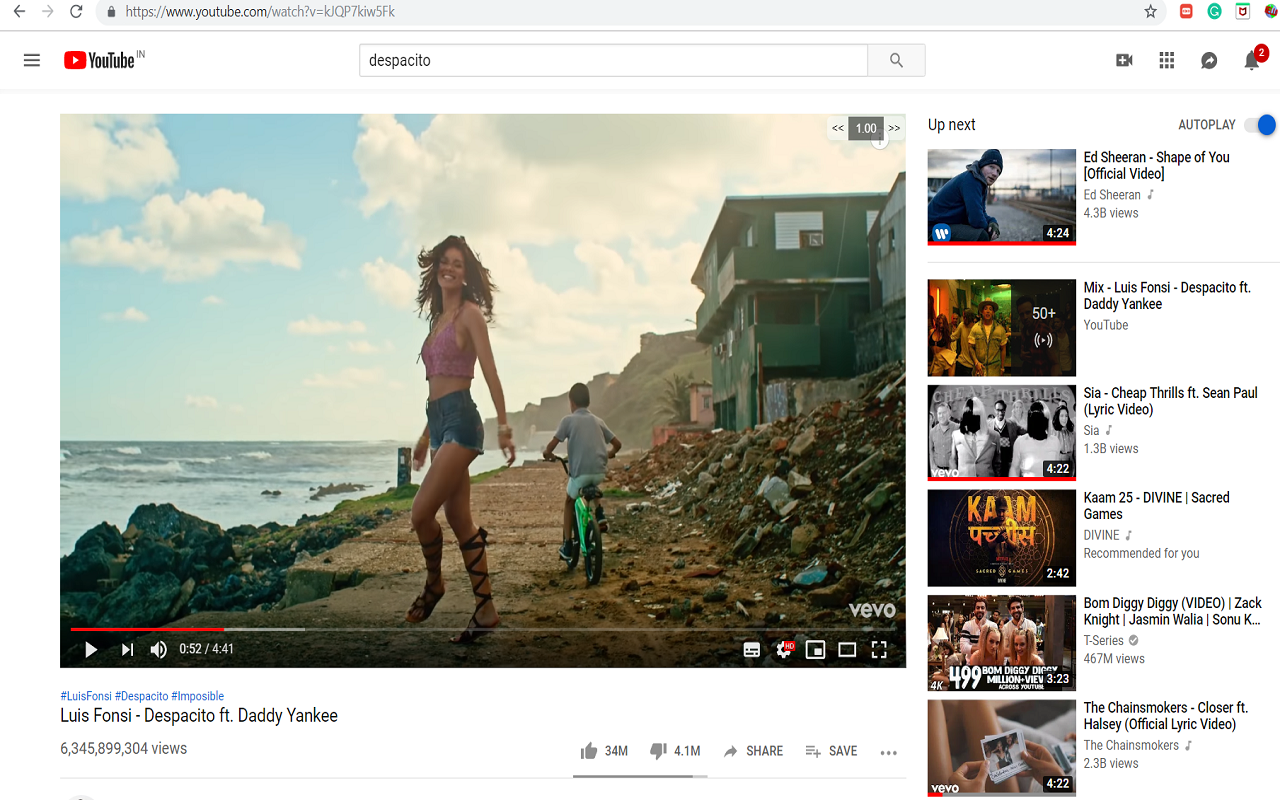 https://www.youtube.com/watch?v=kJQP7kiw5Fk
YouTube IN
despacito
2
<< 1.00 >>
vevo
HD
0:52 / 4:41
#LuisFonsi #Despacito #Imposible
Luis Fonsi - Despacito ft. Daddy Yankee
6,345,899,304 views
34M
4.1M
SHARE
SAVE
Up next
AUTOPLAY
4:24
Ed Sheeran - Shape of You
[Official Video]
Ed Sheeran
4.3B views
50+
Mix - Luis Fonsi - Despacito ft.
Daddy Yankee
YouTube
CHEAP THRILLS
vevo
4:22
Sia - Cheap Thrills ft. Sean Paul
(Lyric Video)
Sia
1.3B views
KAAM
पच्चीस
SACRED GAMES
2:42
Kaam 25 - DIVINE | Sacred
Games
DIVINE
Recommended for you
4K
499 BOM DIGGY DIGGY
MILLION+VIEW
ACROSS YOUTUBE
3:23
Bom Diggy Diggy (VIDEO) | Zack
Knight | Jasmin Walia | Sonu K...
T-Series
467M views
vevo
4:22
The Chainsmokers - Closer ft.
Halsey (Official Lyric Video)
The Chainsmokers
2.3B views